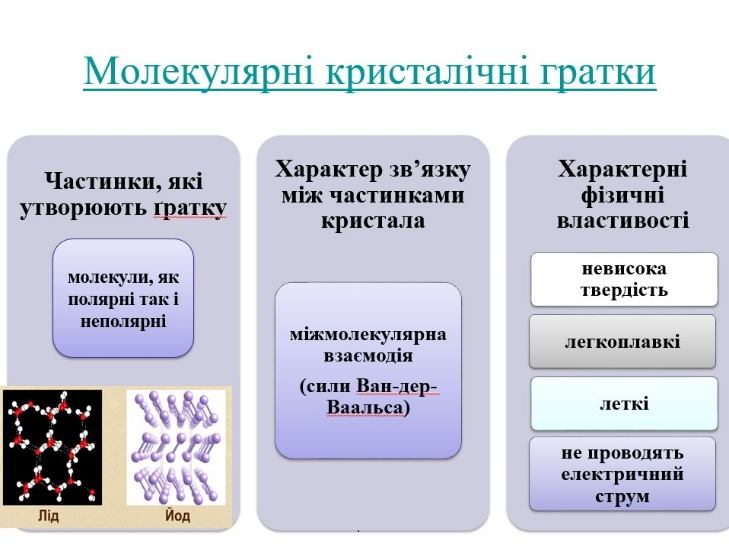 Молекулярні кристалічні гратки
Частинки, які
утворюють ґратку
молекули, як
полярні так і
неполярні
Лід
Йод
Характер зв’язку
між частинками
кристала
міжмолекулярна
взаємодія
(сили Ван-дер-
Ваальса)
Характерні
фізичні
властивості
невисока
твердість
легкоплавкі
леткі
не проводять
електричний
струм